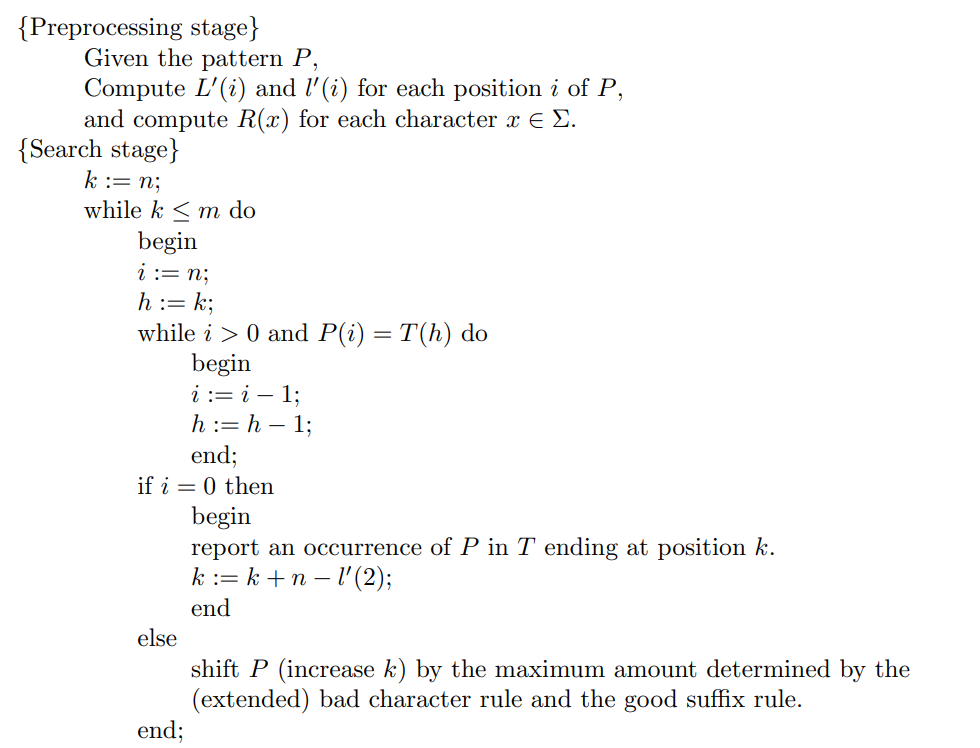 {Preprocessing stage}
Given the pattern P,
Compute L′(i) and l′(i) for each position i of P,
and compute R(x) for each character x ∈ Σ.
{Search stage}
k := n;
while k ≤ m do
begin
i := n;
h := k;
while i > 0 and P(i) = T(h) do
begin
i := i − 1;
h := h − 1;
end;
if i = 0 then
begin
report an occurrence of P in T ending at position k.
k := k + n − l′(2);
end
else
shift P (increase k) by the maximum amount determined by the
(extended) bad character rule and the good suffix rule.
end;